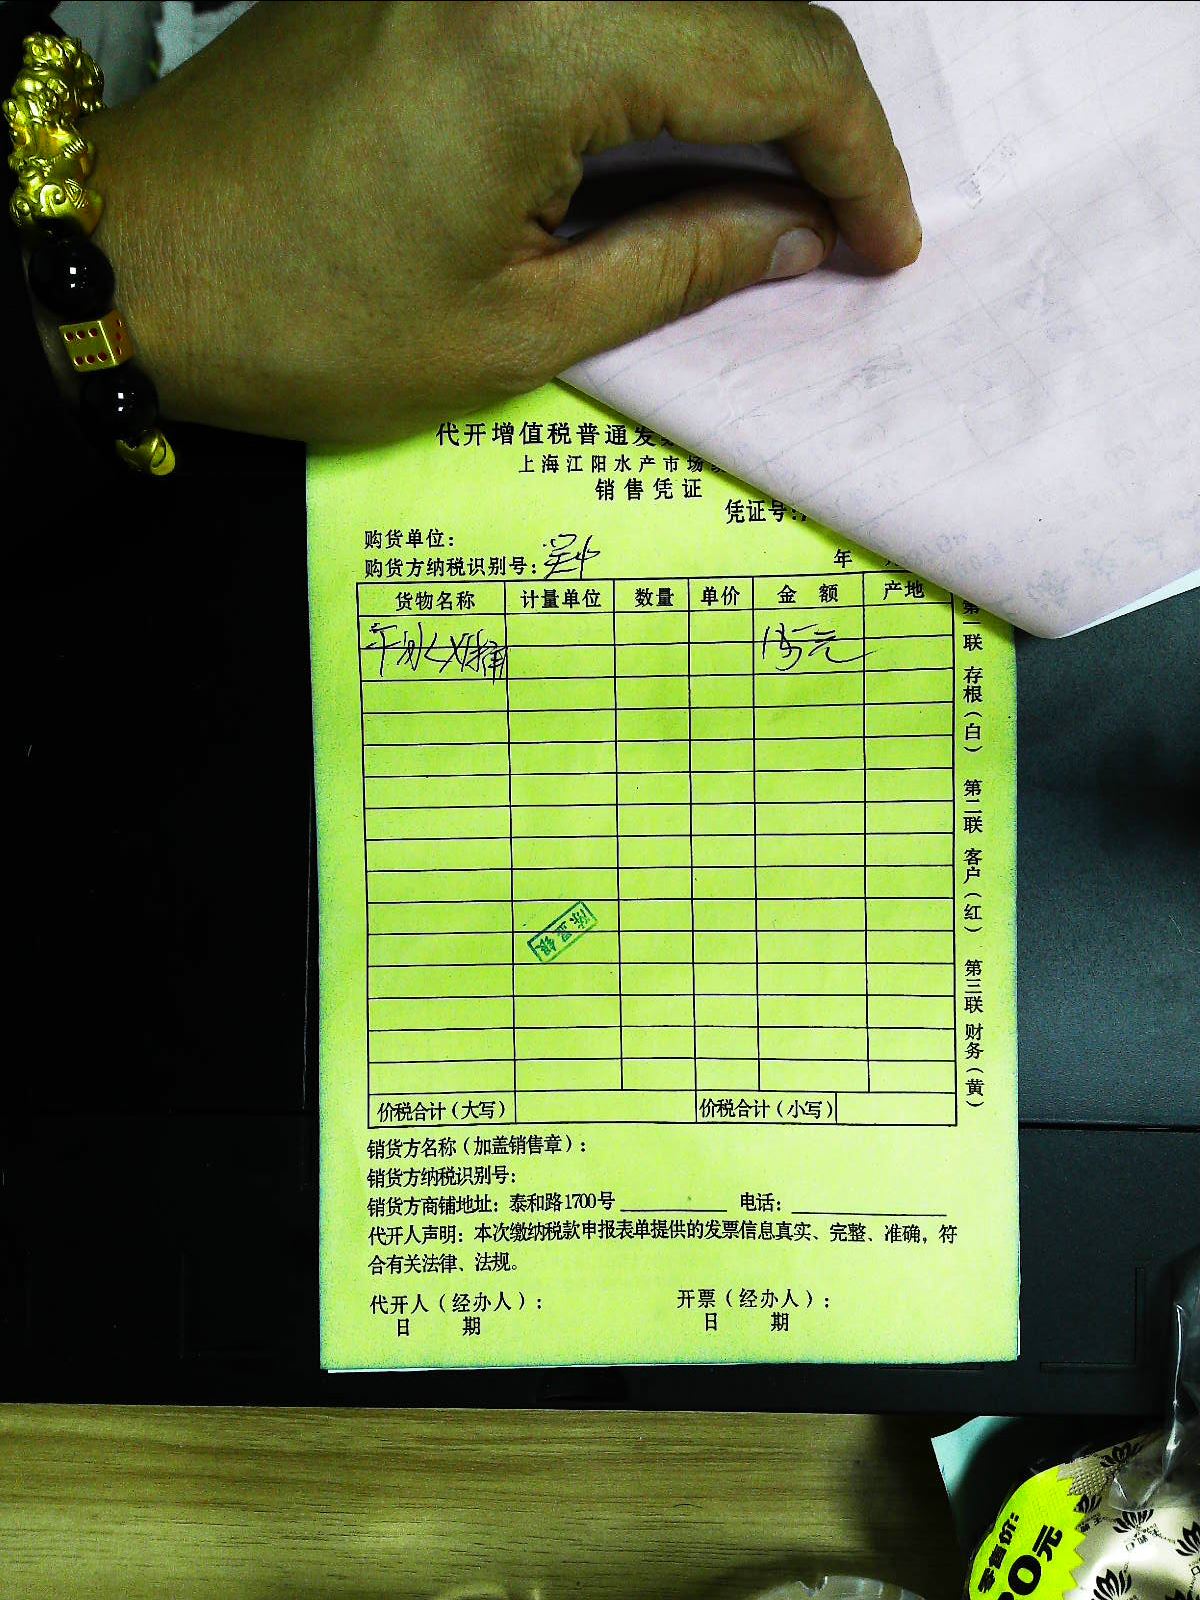 代开增值税普通发
上海江阳水产市场
销售凭证
凭证号:
购货单位:
购货方纳税识别号:
年
货物名称 计量单位 数量 单价 金 额 产地
元
价税合计(大写) 价税合计(小写)
销货方名称(加盖销售章):
销货方纳税识别号:
销货方商铺地址: 泰和路1700号 电话:
代开人声明: 本次缴纳税款申报表单提供的发票信息真实、完整、准确, 符
合有关法律、法规。
代开人(经办人): 开票(经办人):
日 期 日 期
第一联 存根(白) 第二联 客户(红) 第三联 财务(黄)
零售价:
0元